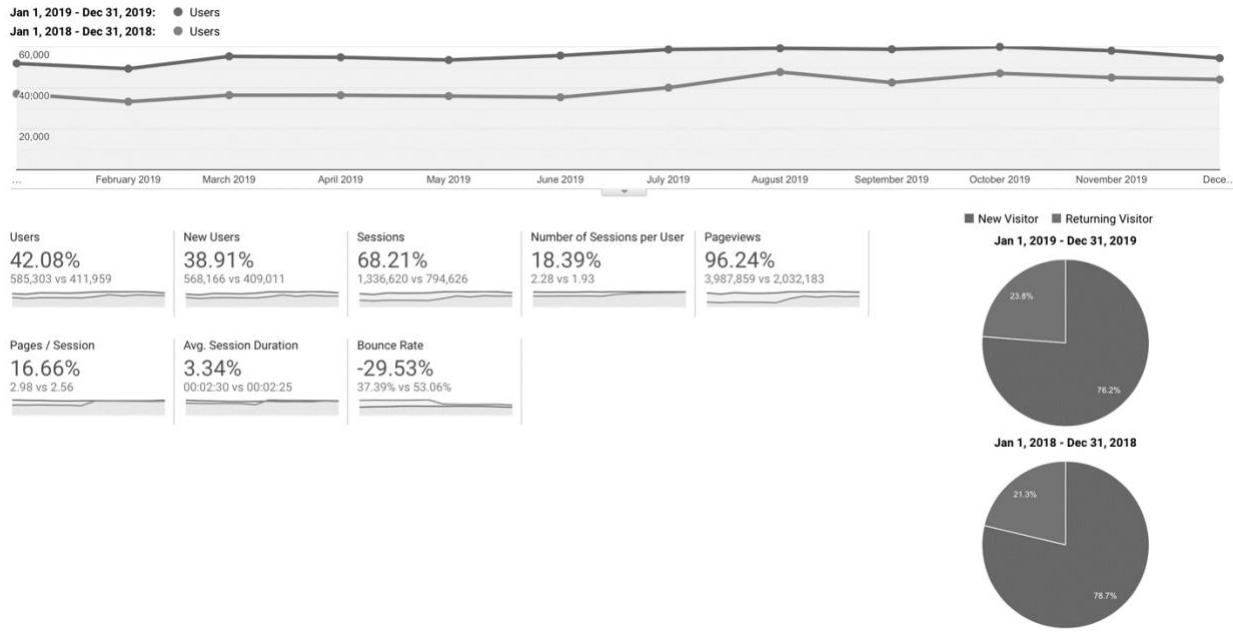 Jan 1, 2019 - Dec 31, 2019: Users
Jan 1, 2018 - Dec 31, 2018: Users
60,000
40,000
20,000
... February 2019 March 2019 April 2019 May 2019 June 2019 July 2019 August 2019 September 2019 October 2019 November 2019 Dece...
Users
42.08%
585,303 vs 411,959
New Users
38.91%
568,166 vs 409,011
Sessions
68.21%
1,336,620 vs 794,626
Number of Sessions per User
18.39%
2.28 vs 1.93
Pageviews
96.24%
3,987,859 vs 2,032,183
Pages / Session
16.66%
2.98 vs 2.56
Avg. Session Duration
3.34%
00:02:30 vs 00:02:25
Bounce Rate
-29.53%
37.39% vs 53.06%
New Visitor Returning Visitor
Jan 1, 2019 - Dec 31, 2019
23.8%
76.2%
Jan 1, 2018 - Dec 31, 2018
21.3%
78.7%